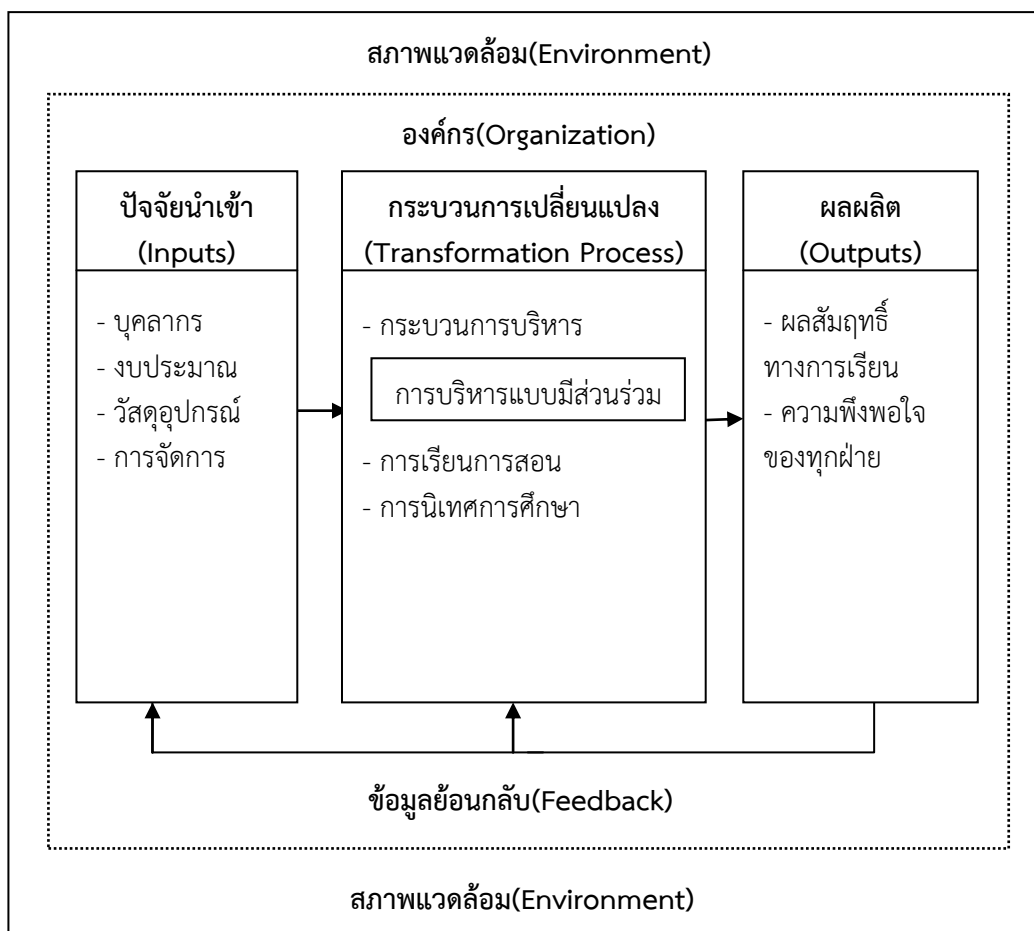 สภาพแวดล้อม(Environment)
องค์กร(Organization)
ปัจจัยนำเข้า
(Inputs)
- บุคลากร
- งบประมาณ
- วัสดุอุปกรณ์
- การจัดการ
กระบวนการเปลี่ยนแปลง
(Transformation Process)
- กระบวนการบริหาร
การบริหารแบบมีส่วนร่วม
- การเรียนการสอน
- การนิเทศการศึกษา
ผลผลิต
(Outputs)
- ผลสัมฤทธิ์
ทางการเรียน
- ความพึงพอใจ
ของทุกฝ่าย
ข้อมูลย้อนกลับ(Feedback)
สภาพแวดล้อม(Environment)